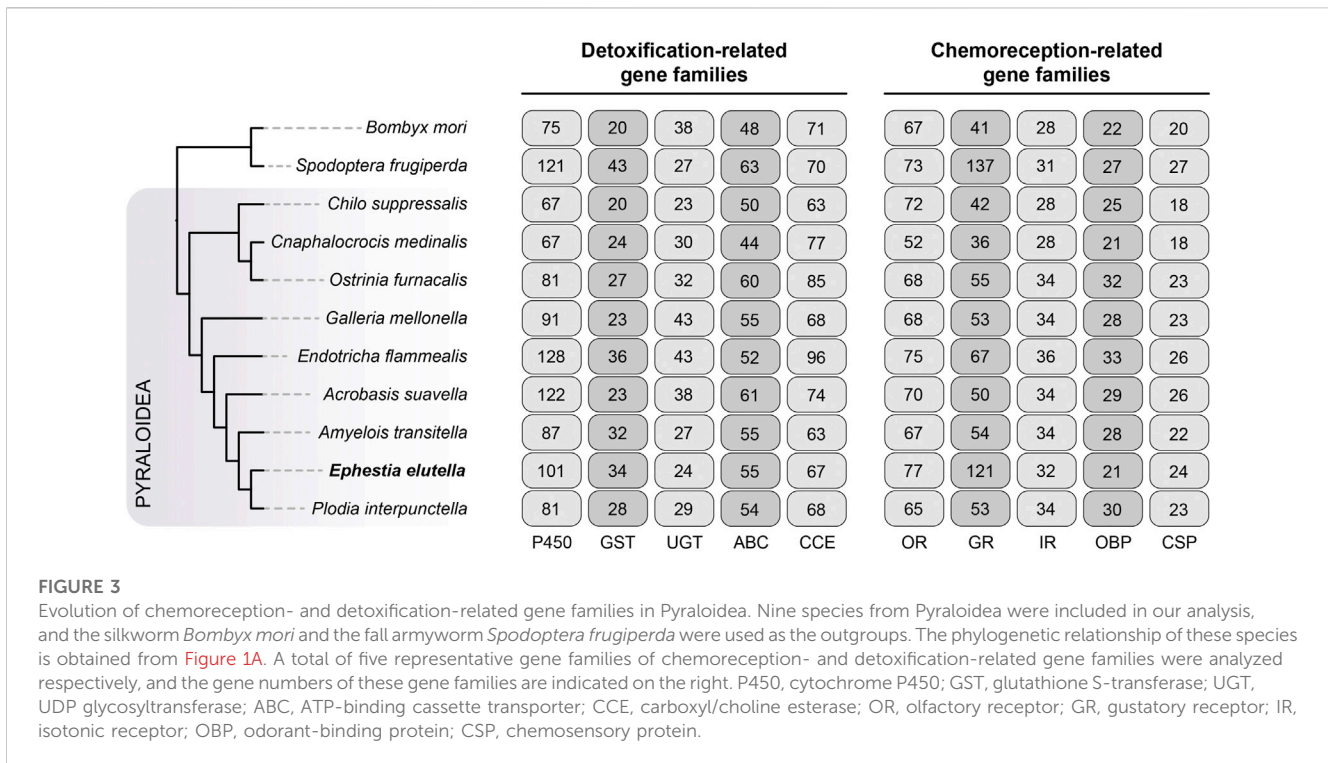 Detoxification-related
gene families
Chemoreception-related
gene families
Bombyx mori 75 20 38 48 71 67 41 28 22 20
Spodoptera frugiperda 121 43 27 63 70 73 137 31 27 27
Chilo suppressalis 67 20 23 50 63 72 42 28 25 18
Cnaphalocrocis medinalis 67 24 30 44 77 52 36 28 21 18
Ostrinia furnacalis 81 27 32 60 85 68 55 34 32 23
Galleria mellonella 91 23 43 55 68 68 53 34 28 23
Endotricha flammealis 128 36 43 52 96 75 67 36 33 26
Acrobasis suavella 122 23 38 61 74 70 50 34 29 26
Amyelois transitella 87 32 27 55 63 67 54 34 28 22
Ephestia elutella 101 34 24 55 67 77 121 32 21 24
Plodia interpunctella 81 28 29 54 68 65 53 34 30 23
PYRALOIDEA
P450 GST UGT ABC CCE OR GR IR OBP CSP
FIGURE 3
Evolution of chemoreception- and detoxification-related gene families in Pyraloidea. Nine species from Pyraloidea were included in our analysis,
and the silkworm Bombyx mori and the fall armyworm Spodoptera frugiperda were used as the outgroups. The phylogenetic relationship of these species
is obtained from Figure 1A. A total of five representative gene families of chemoreception- and detoxification-related gene families were analyzed
respectively, and the gene numbers of these gene families are indicated on the right. P450, cytochrome P450; GST, glutathione S-transferase; UGT,
UDP glycosyltransferase; ABC, ATP-binding cassette transporter; CCE, carboxyl/choline esterase; OR, olfactory receptor; GR, gustatory receptor; IR,
isotonic receptor; OBP, odorant-binding protein; CSP, chemosensory protein.